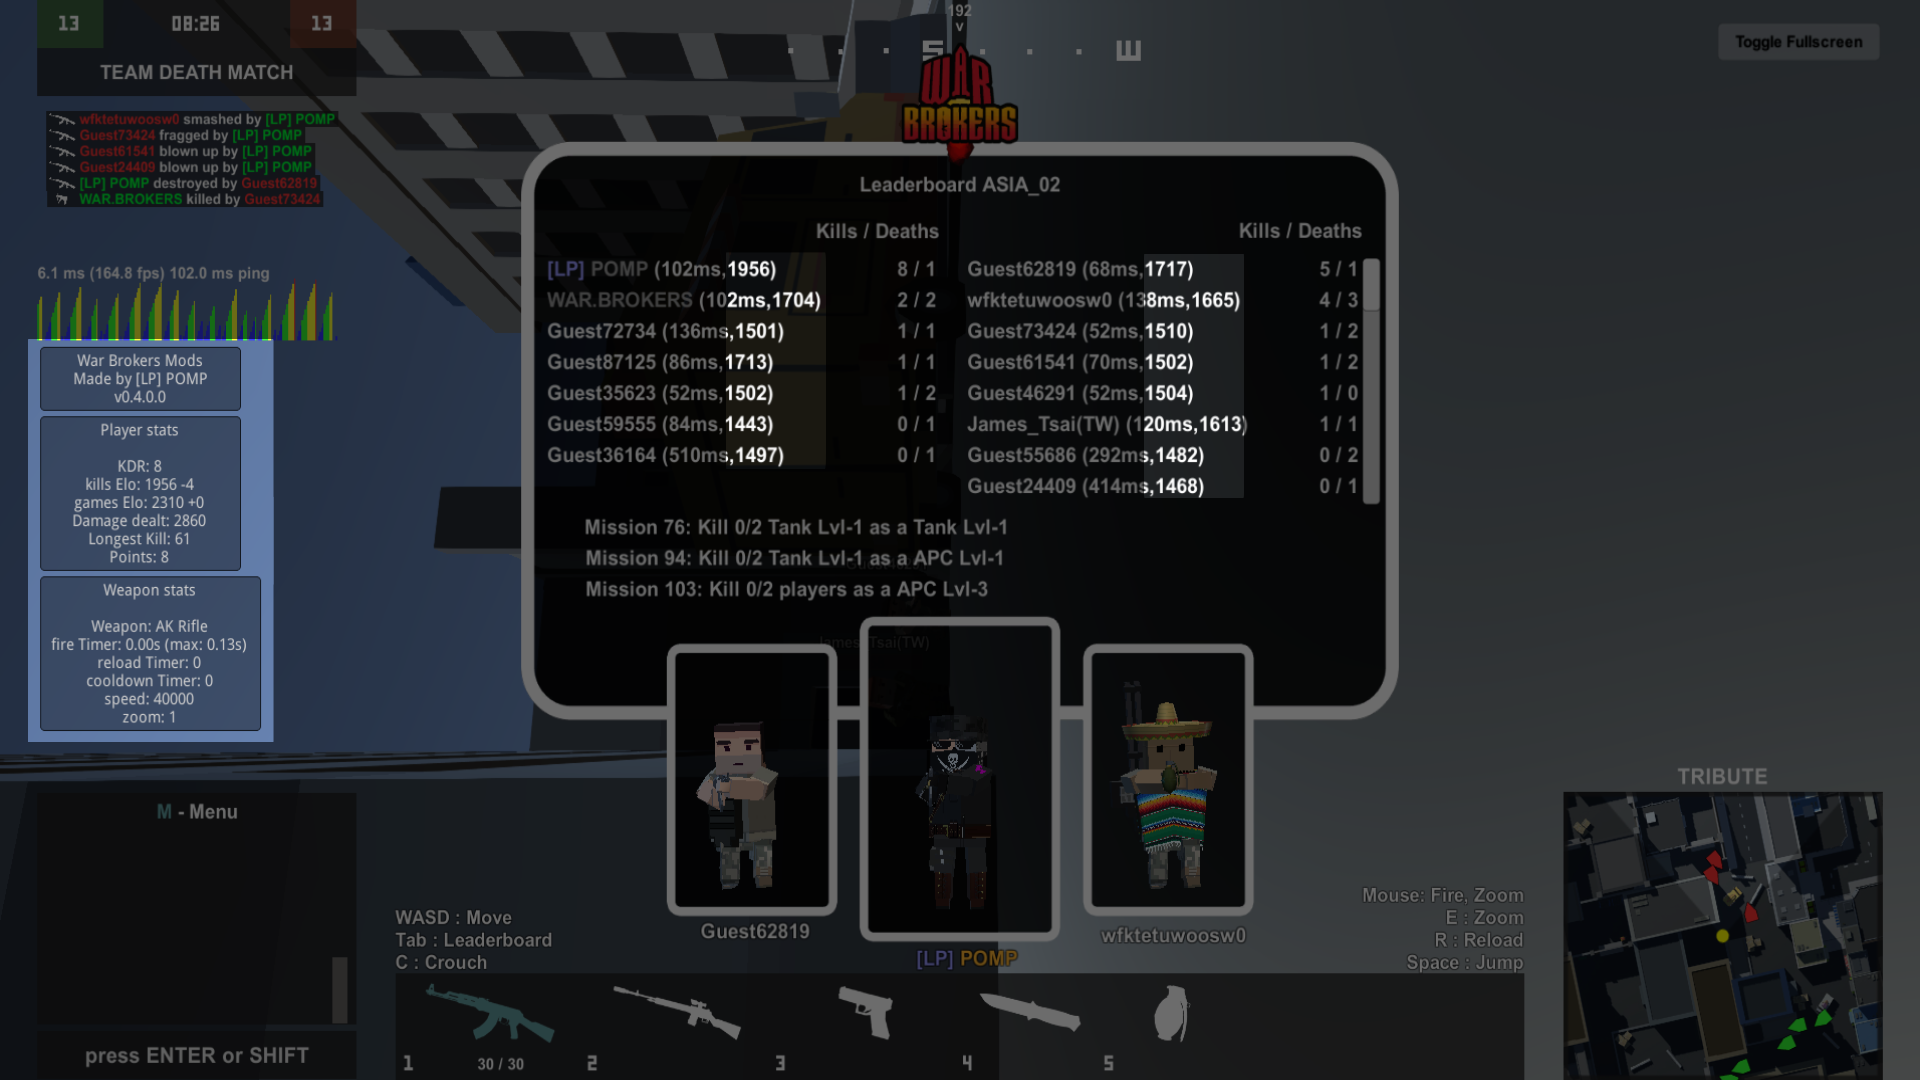 13 08:26 13
TEAM DEATH MATCH
wfktetuwoosw0 smashed by [LP] POMP
Guest73424 fragged by [LP] POMP
Guest61541 blown up by [LP] POMP
Guest24409 blown up by [LP] POMP
[LP] POMP destroyed by Guest62819
WAR.BROKERS killed by Guest73424
6.1 ms (164.8 fps) 102.0 ms ping
War Brokers Mods
Made by [LP] POMP
v0.4.0.0
Player stats
KDR: 8
kills Elo: 1956 -4
games Elo: 2310 +0
Damage dealt: 2860
Longest Kill: 61
Points: 8
Weapon stats
Weapon: AK Rifle
fire Timer: 0.00s (max: 0.13s)
reload Timer: 0
cooldown Timer: 0
speed: 40000
zoom: 1
M - Menu
press ENTER or SHIFT
192
v
S W
WAR
BROKERS
Toggle Fullscreen
Leaderboard ASIA_02
Kills / Deaths Kills / Deaths
[LP] POMP (102ms,1956) 8 / 1 Guest62819 (68ms,1717) 5 / 1
WAR.BROKERS (102ms,1704) 2 / 2 wfktetuwoosw0 (138ms,1665) 4 / 3
Guest72734 (136ms,1501) 1 / 1 Guest73424 (52ms,1510) 1 / 2
Guest87125 (86ms,1713) 1 / 1 Guest61541 (70ms,1502) 1 / 2
Guest35623 (52ms,1502) 1 / 2 Guest46291 (52ms,1504) 1 / 0
Guest59555 (84ms,1443) 0 / 1 James_Tsai(TW) (120ms,1613) 1 / 1
Guest36164 (510ms,1497) 0 / 1 Guest55686 (292ms,1482) 0 / 2
Guest24409 (414ms,1468) 0 / 1
Mission 76: Kill 0/2 Tank Lvl-1 as a Tank Lvl-1
Mission 94: Kill 0/2 Tank Lvl-1 as a APC Lvl-1
Mission 103: Kill 0/2 players as a APC Lvl-3
James_Tsai(TW)
Guest62819
[LP] POMP
wfktetuwoosw0
WASD : Move
Tab : Leaderboard
C : Crouch
Mouse: Fire, Zoom
E : Zoom
R : Reload
Space : Jump
1 30 / 30 2 3 4 5
TRIBUTE